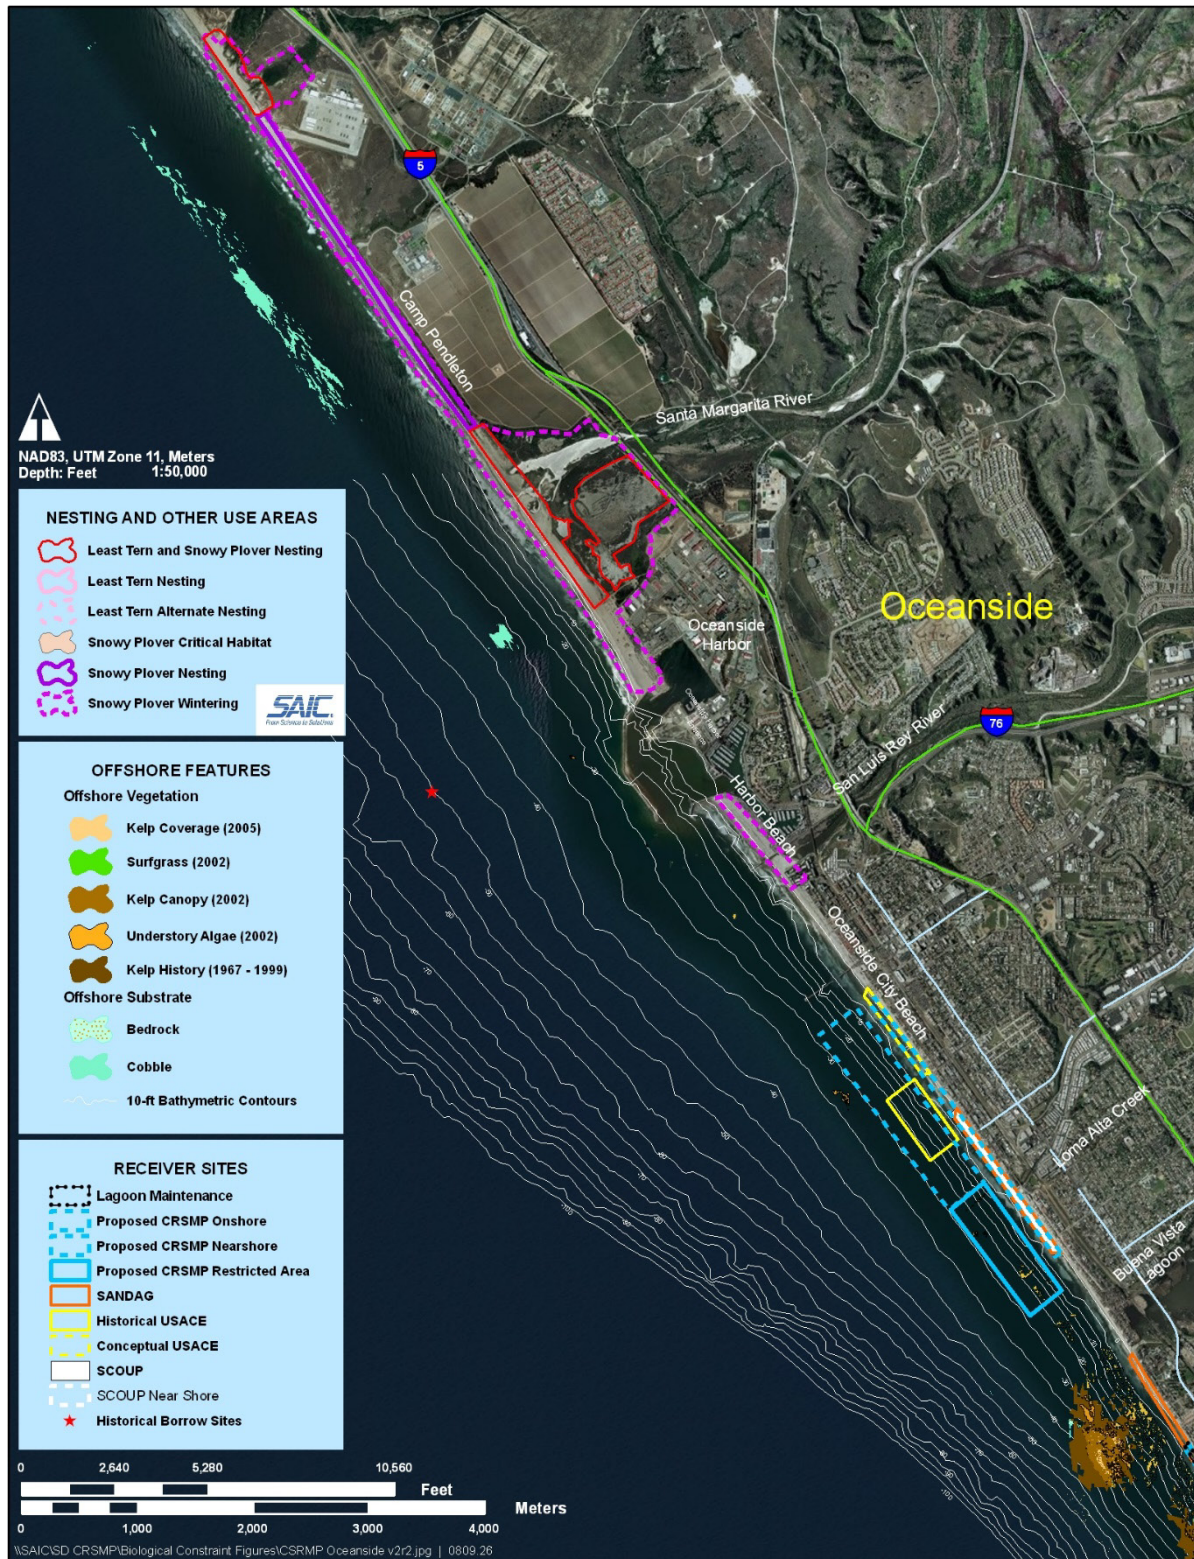 5
Camp Pendleton
Santa Margarita River
NAD83, UTM Zone 11, Meters
Depth: Feet 1:50,000
NESTING AND OTHER USE AREAS
Least Tern and Snowy Plover Nesting
Least Tern Nesting
Least Tern Alternate Nesting
Snowy Plover Critical Habitat
Snowy Plover Nesting
Snowy Plover Wintering
SAIC
From Science to Solutions
Oceanside
Oceanside
Harbor
76
San Luis Rey River
Harbor Beach
Oceanside City Beach
Loma Alta Creek
Buena Vista
Lagoon
OFFSHORE FEATURES
Offshore Vegetation
Kelp Coverage (2005)
Surfgrass (2002)
Kelp Canopy (2002)
Understory Algae (2002)
Kelp History (1967 - 1999)
Offshore Substrate
Bedrock
Cobble
10-ft Bathymetric Contours
RECEIVER SITES
Lagoon Maintenance
Proposed CRSMP Onshore
Proposed CRSMP Nearshore
Proposed CRSMP Restricted Area
SANDAG
Historical USACE
Conceptual USACE
SCOUP
SCOUP Near Shore
Historical Borrow Sites
0 2,640 5,280 10,560
Feet
Meters
0 1,000 2,000 3,000 4,000
\\SAIC\SD CRSMP\Biological Constraint Figures\CSRMP Oceanside v2r2.jpg | 0809.26